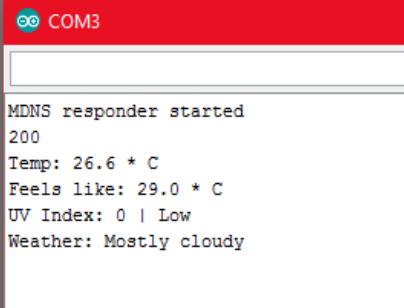 COM3
MDNS responder started
200
Temp: 26.6 * C
Feels like: 29.0 * C
UV Index: 0 | Low
Weather: Mostly cloudy